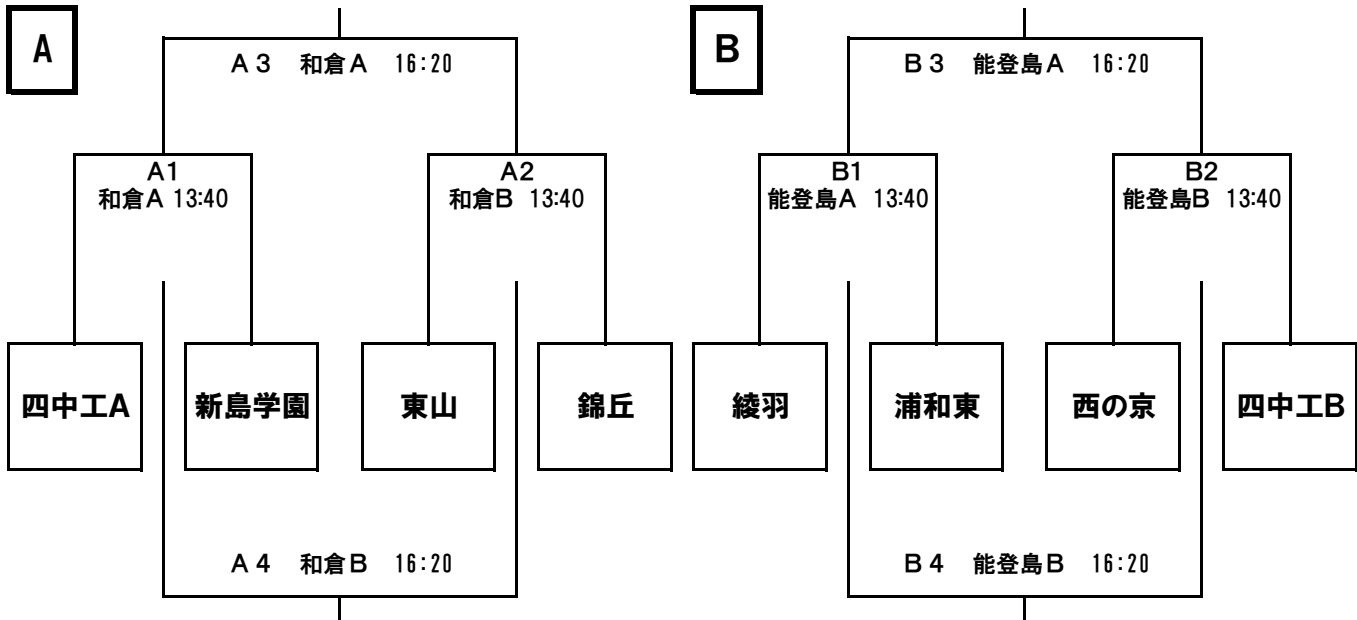 A
A3 和倉A 16:20
A1
和倉A 13:40
A2
和倉B 13:40
四中工A
新島学園
東山
錦丘
A4 和倉B 16:20
B
B3 能登島A 16:20
B1
能登島A 13:40
B2
能登島B 13:40
綾羽
浦和東
西の京
四中工B
B4 能登島B 16:20